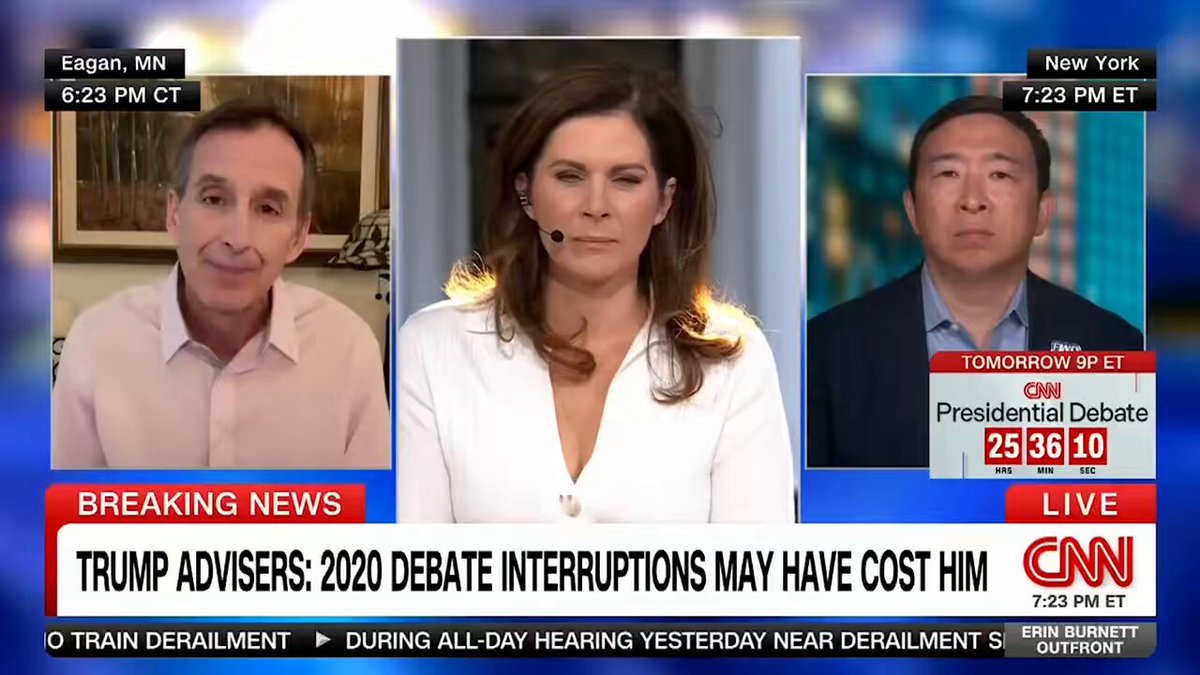 Eagan, MN
6:23 PM CT
New York
7:23 PM ET
TOMORROW 9P ET
CNN
Presidential Debate
25 36 10
HRS MIN SEC
BREAKING NEWS
LIVE
TRUMP ADVISERS: 2020 DEBATE INTERRUPTIONS MAY HAVE COST HIM
CNN
7:23 PM ET
TRAIN DERAILMENT ▶ DURING ALL-DAY HEARING YESTERDAY NEAR DERAILMENT
ERIN BURNETT
OUTFRONT